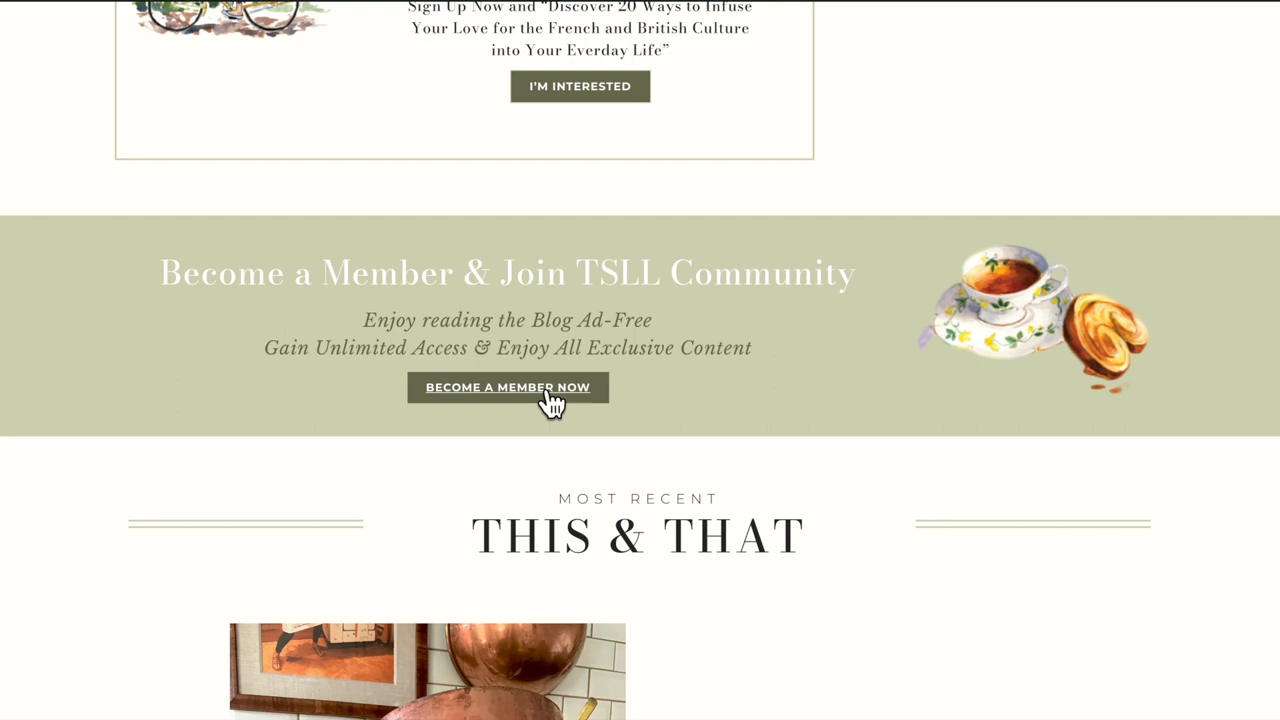 Sign Up Now and “Discover 20 Ways to Infuse
Your Love for the French and British Culture
into Your Everday Life”
I’M INTERESTED
Become a Member & Join TSLL Community
Enjoy reading the Blog Ad-Free
Gain Unlimited Access & Enjoy All Exclusive Content
BECOME A MEMBER NOW
MOST RECENT
THIS & THAT